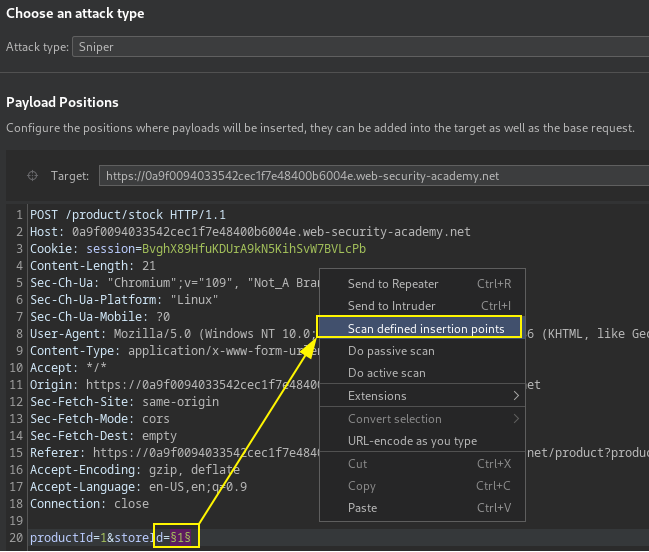 Choose an attack type
Attack type: Sniper
Payload Positions
Configure the positions where payloads will be inserted, they can be added into the target as well as the base request.
Target: https://0a9f0094033542cec1f7e48400b6004e.web-security-academy.net
1 POST /product/stock HTTP/1.1
2 Host: 0a9f0094033542cec1f7e48400b6004e.web-security-academy.net
3 Cookie: session=BvghX89HfuKDUrA9kN5KihSvW7BVLcPb
4 Content-Length: 21
5 Sec-Ch-Ua: "Chromium";v="109", "Not_A Bran
6 Sec-Ch-Ua-Platform: "Linux"
7 Sec-Ch-Ua-Mobile: ?0
8 User-Agent: Mozilla/5.0 (Windows NT 10.0; 6 (KHTML, like Gec
9 Content-Type: application/x-www-form-urlen
10 Accept: */*
11 Origin: https://0a9f0094033542cec1f7e48400 et
12 Sec-Fetch-Site: same-origin
13 Sec-Fetch-Mode: cors
14 Sec-Fetch-Dest: empty
15 Referer: https://0a9f0094033542cec1f7e4840 net/product?produc
16 Accept-Encoding: gzip, deflate
17 Accept-Language: en-US,en;q=0.9
18 Connection: close
19
20 productId=1&storeId=§1§
Send to Repeater Ctrl+R
Send to Intruder Ctrl+I
Scan defined insertion points
Do passive scan
Do active scan
Extensions
Convert selection
URL-encode as you type
Cut Ctrl+X
Copy Ctrl+C
Paste Ctrl+V